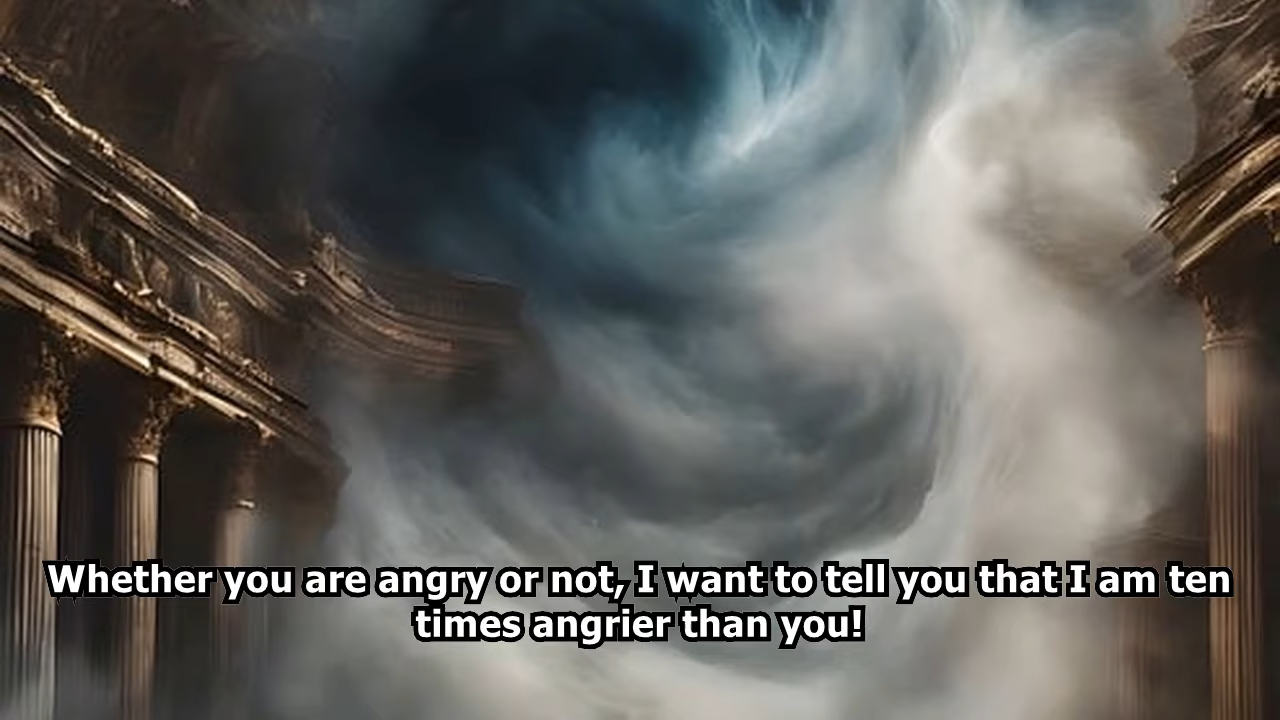 Whether you are angry or not, I want to tell you that I am ten
times angrier than you!